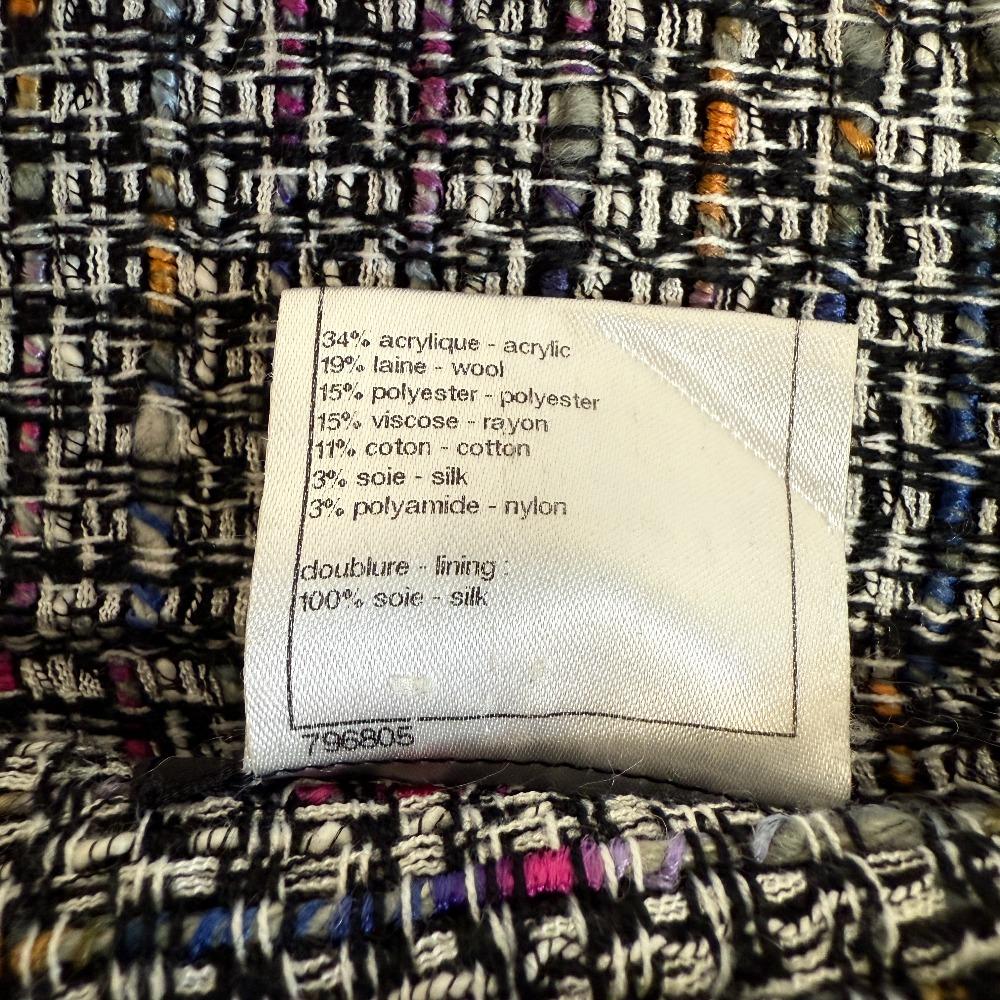 34% acrylique - acrylic
19% laine - wool
15% polyester - polyester
15% viscose - rayon
11% coton - cotton
3% soie - silk
3% polyamide - nylon
doublure - lining :
100% soie - silk
796805